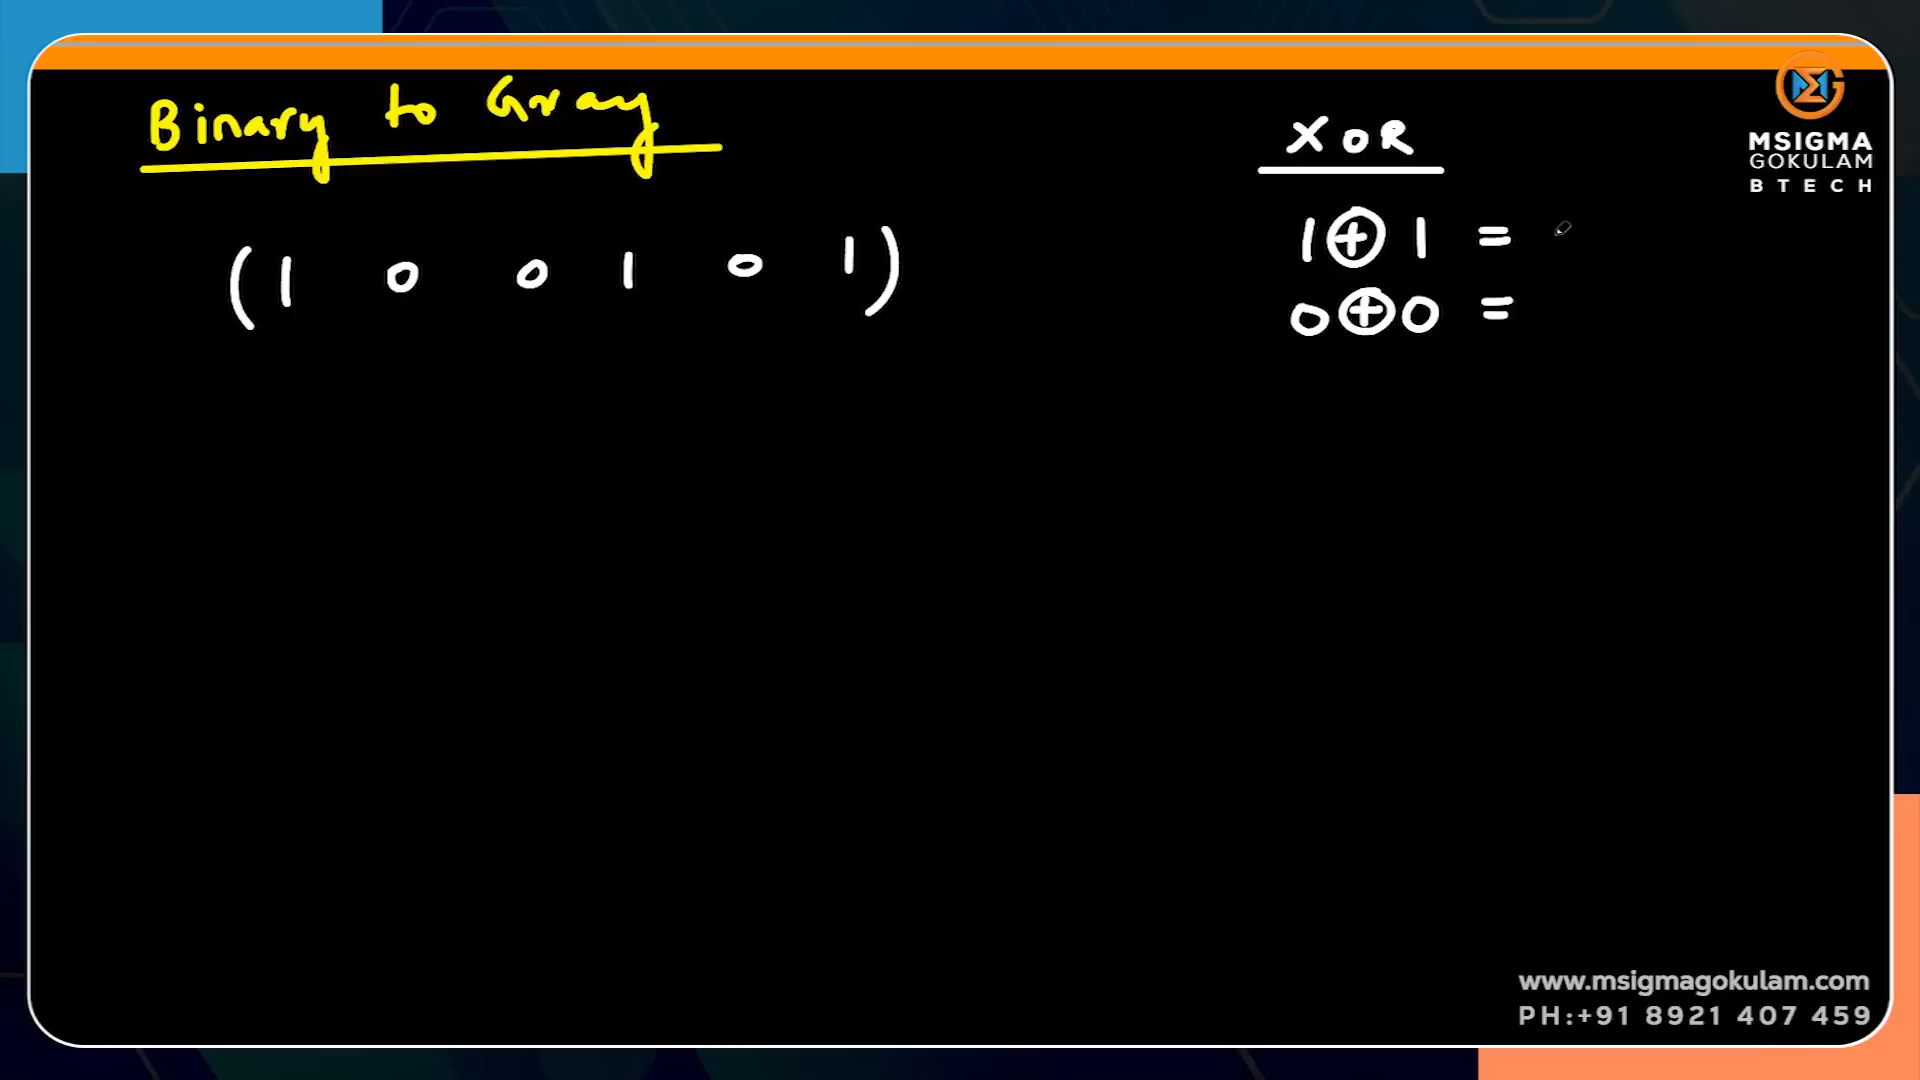 Binary to Gray
(1 0 0 1 0 1)
XOR
1 ⊕ 1 =
0 ⊕ 0 =
MSIGMA
GOKULAM
BTECH
www.msigmagokulam.com
PH:+91 8921 407 459